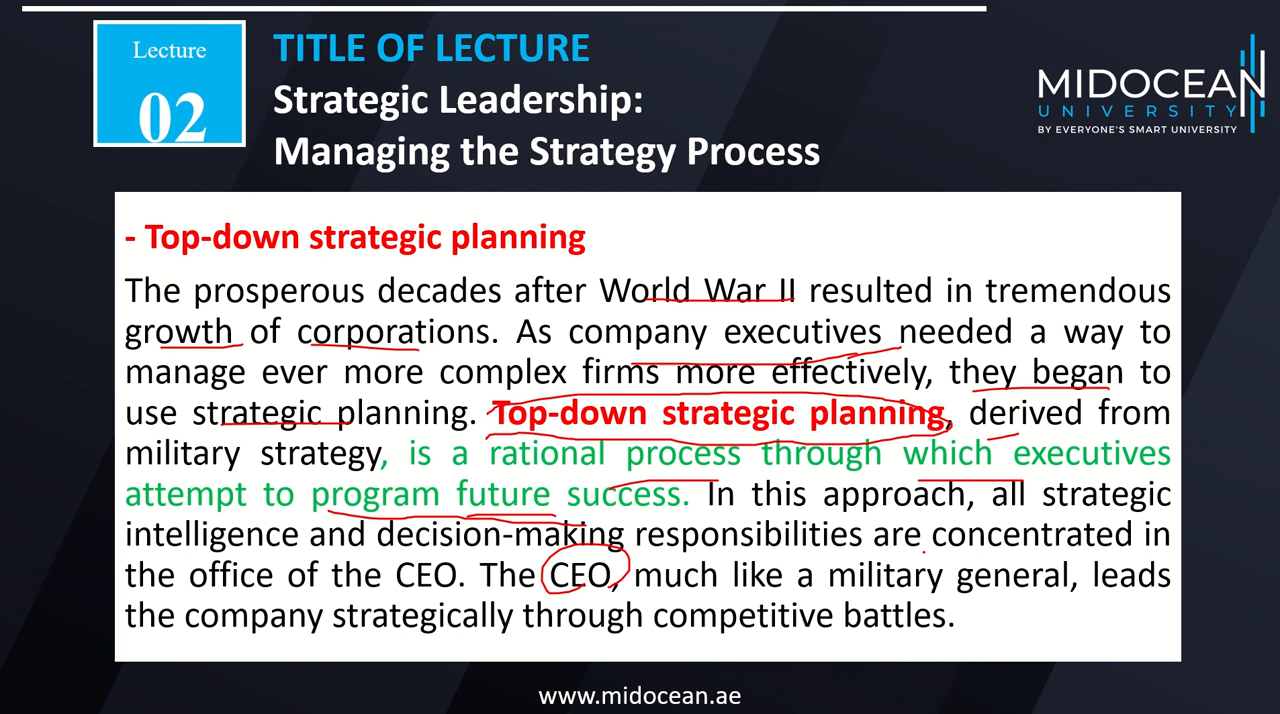 Lecture
02
TITLE OF LECTURE
Strategic Leadership:
Managing the Strategy Process
MIDOCEAN
UNIVERSITY
BY EVERYONE'S SMART UNIVERSITY
- Top-down strategic planning
The prosperous decades after World War II resulted in tremendous
growth of corporations. As company executives needed a way to
manage ever more complex firms more effectively, they began to
use strategic planning. Top-down strategic planning, derived from
military strategy, is a rational process through which executives
attempt to program future success. In this approach, all strategic
intelligence and decision-making responsibilities are concentrated in
the office of the CEO. The CEO, much like a military general, leads
the company strategically through competitive battles.
www.midocean.ae